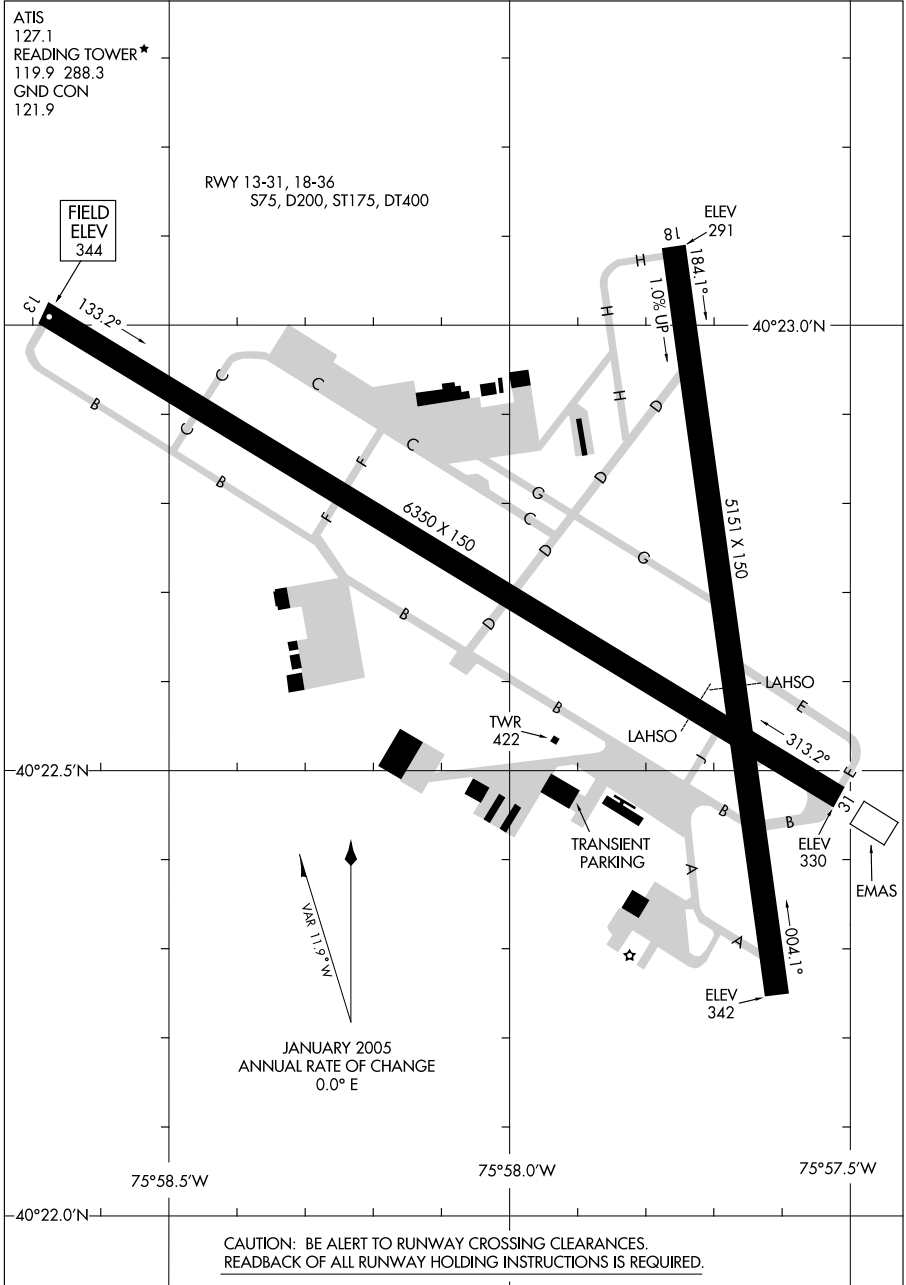 ATIS
127.1
READING TOWER★
119.9 288.3
GND CON
121.9
RWY 13-31, 18-36
S75, D200, ST175, DT400
FIELD
ELEV
344
ELEV
291
18
184.1°
1.0% UP
H
H
H
13
133.2°
40°23.0'N
C
C
B
C
D
C
F
C
D
B
G
F
6350 X 150
C
D
G
5151 X 150
B
D
LAHSO
E
B
TWR
422
LAHSO
313.2°
J
40°22.5'N
E
31
B
B
TRANSIENT
PARKING
ELEV
330
EMAS
A
VAR 11.9° W
A
004.1°
ELEV
342
JANUARY 2005
ANNUAL RATE OF CHANGE
0.0° E
75°58.5'W
75°58.0'W
75°57.5'W
40°22.0'N
CAUTION: BE ALERT TO RUNWAY CROSSING CLEARANCES.
READBACK OF ALL RUNWAY HOLDING INSTRUCTIONS IS REQUIRED.